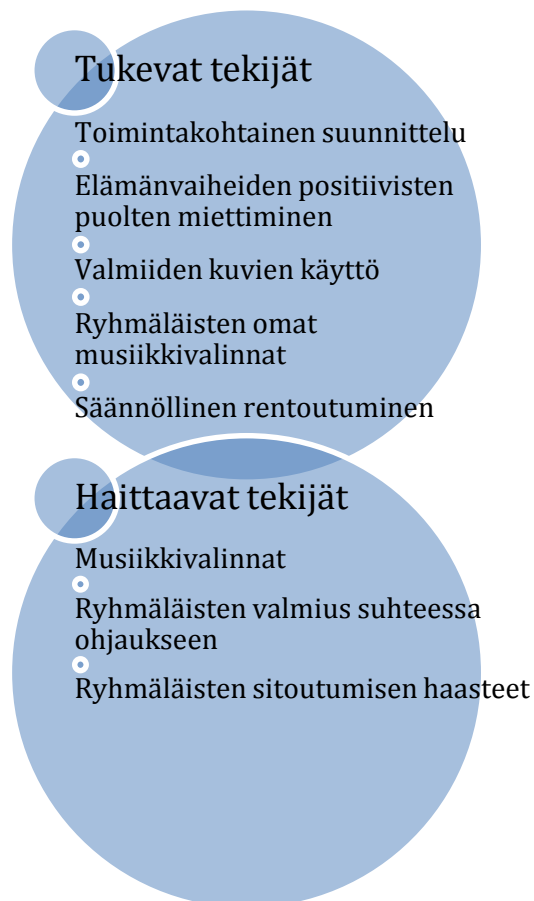 Tukevat tekijät
Toimintakohtainen suunnittelu
Elämänvaiheiden positiivisten
puolten miettiminen
Valmiiden kuvien käyttö
Ryhmäläisten omat
musiikkivalinnat
Säännöllinen rentoutuminen
Haittaavat tekijät
Musiikkivalinnat
Ryhmäläisten valmius suhteessa
ohjaukseen
Ryhmäläisten sitoutumisen haasteet